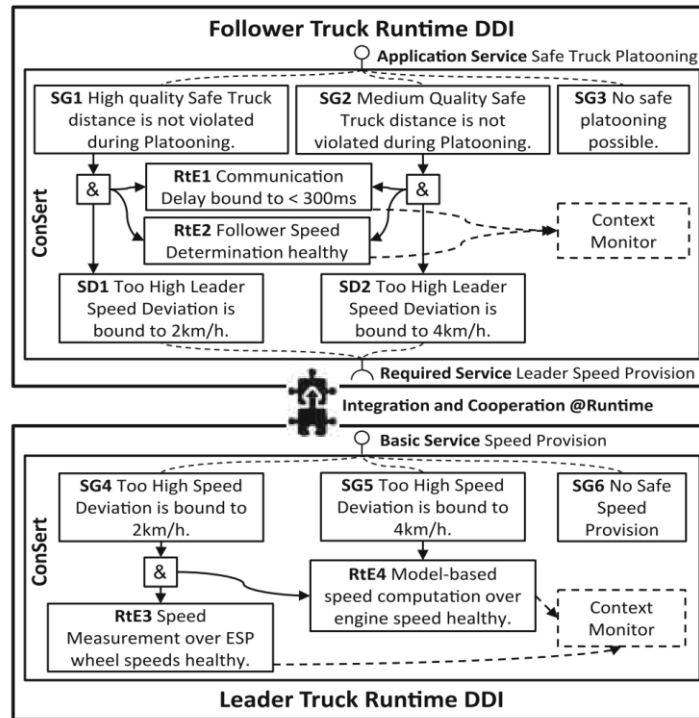 Follower Truck Runtime DDI
Application Service Safe Truck Platooning
SG1 High quality Safe Truck
distance is not violated
during Platooning.
SG2 Medium Quality Safe
Truck distance is not
violated during Platooning.
SG3 No safe
platooning
possible.
&
RtE1 Communication
Delay bound to < 300ms
&
RtE2 Follower Speed
Determination healthy
Context
Monitor
ConSert
SD1 Too High Leader
Speed Deviation is
bound to 2km/h.
SD2 Too High Leader
Speed Deviation is
bound to 4km/h.
Required Service Leader Speed Provision
Integration and Cooperation @Runtime
Basic Service Speed Provision
SG4 Too High Speed
Deviation is bound to
2km/h.
SG5 Too High Speed
Deviation is bound to
4km/h.
SG6 No Safe
Speed
Provision
ConSert
&
RtE4 Model-based
speed computation over
engine speed healthy.
RtE3 Speed
Measurement over ESP
wheel speeds healthy.
Context
Monitor
Leader Truck Runtime DDI